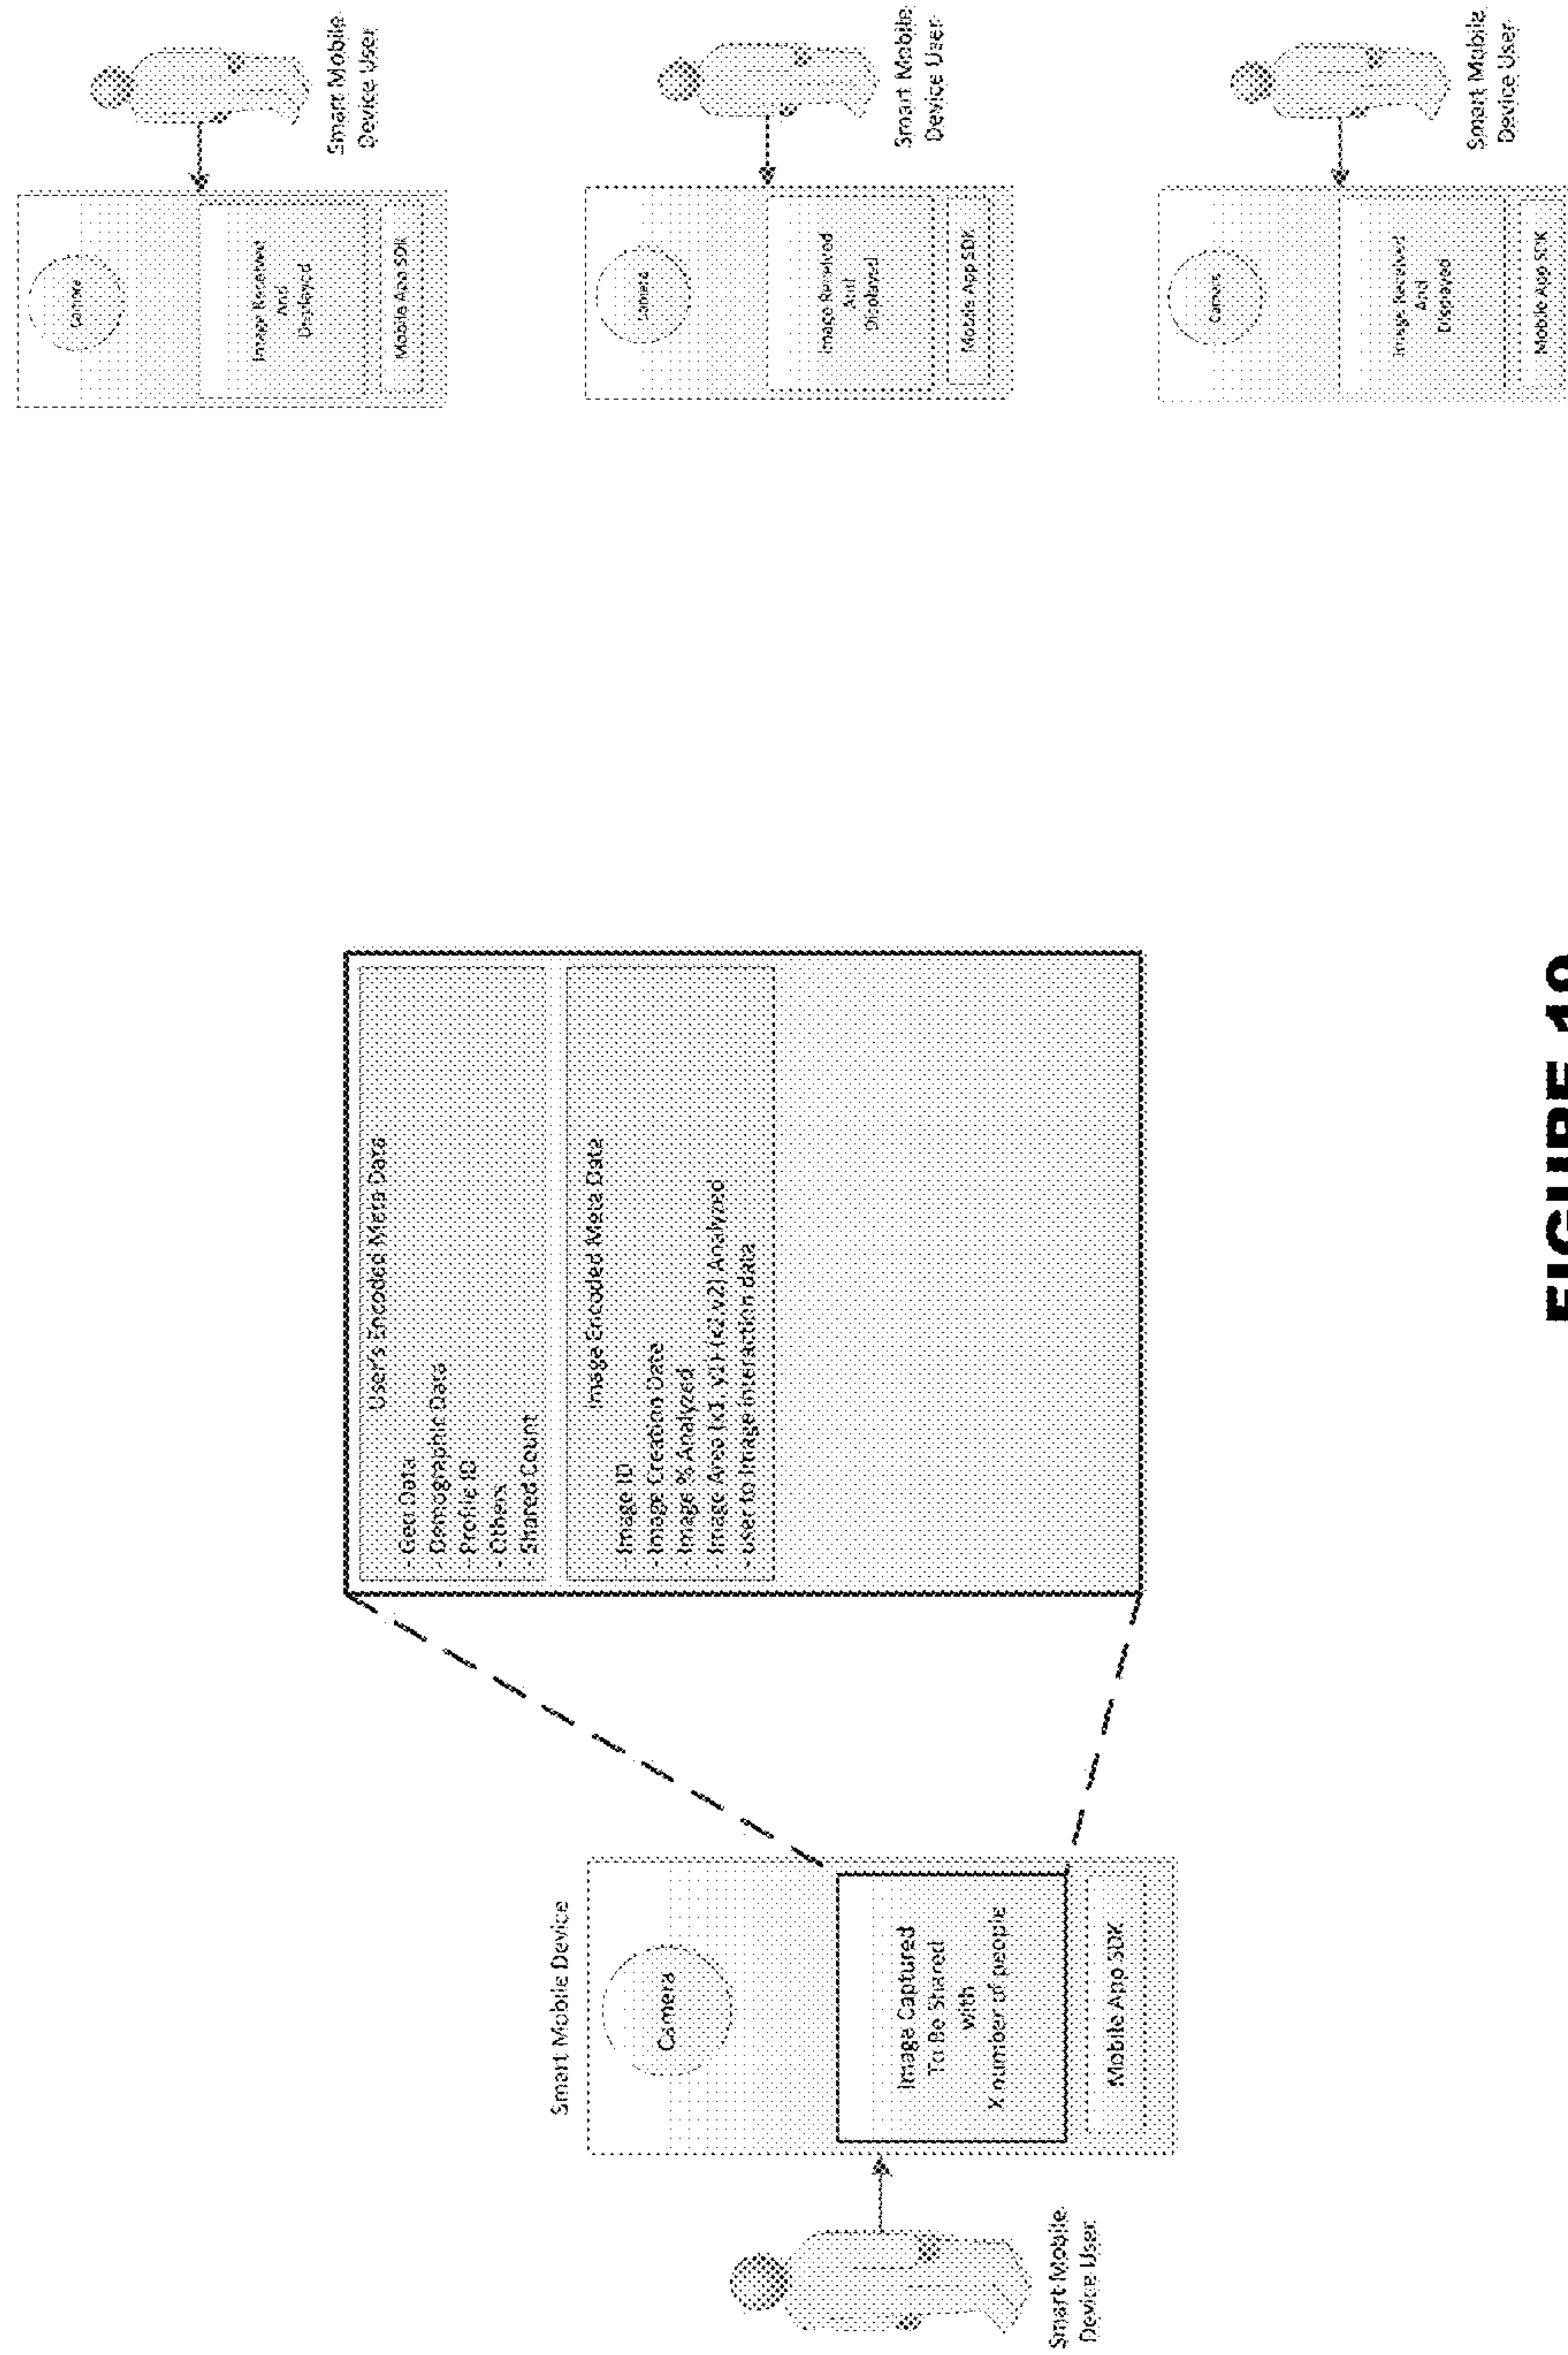 Smart Mobile
Device User
Smart Mobile Device
Camera
Image Captured
To Be Shared
with
X number of people
Mobile App SDK
User's Encoded Meta Data
- Geo Data
- Demographic Data
- Profile ID
- Others
- Shared Count
Image Encoded Meta Data
- Image ID
- Image Creation Date
- Image % Analyzed
- Image Area (x1, y1) (x2,y2) Analyzed
- user to Image interaction data
Camera
Image Received
And
Displayed
Mobile App SDK
Smart Mobile
Device User
Camera
Image Received
And
Displayed
Mobile App SDK
Smart Mobile
Device User
Camera
Image Received
And
Displayed
Mobile App SDK
Smart Mobile
Device User
FIGURE